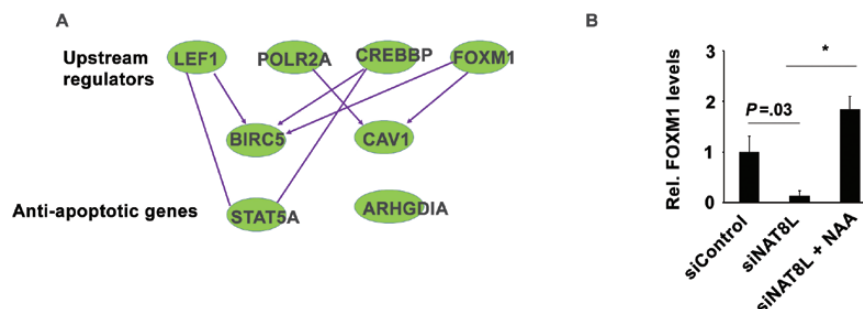 A
Upstream
regulators
LEF1
POLR2A
CREBBP
FOXM1
BIRC5
CAV1
Anti-apoptotic genes
STAT5A
ARHGDIA
B
Rel. FOXM1 levels
3
2
1
0
*
P=.03
siControl
siNAT8L
siNAT8L + NAA